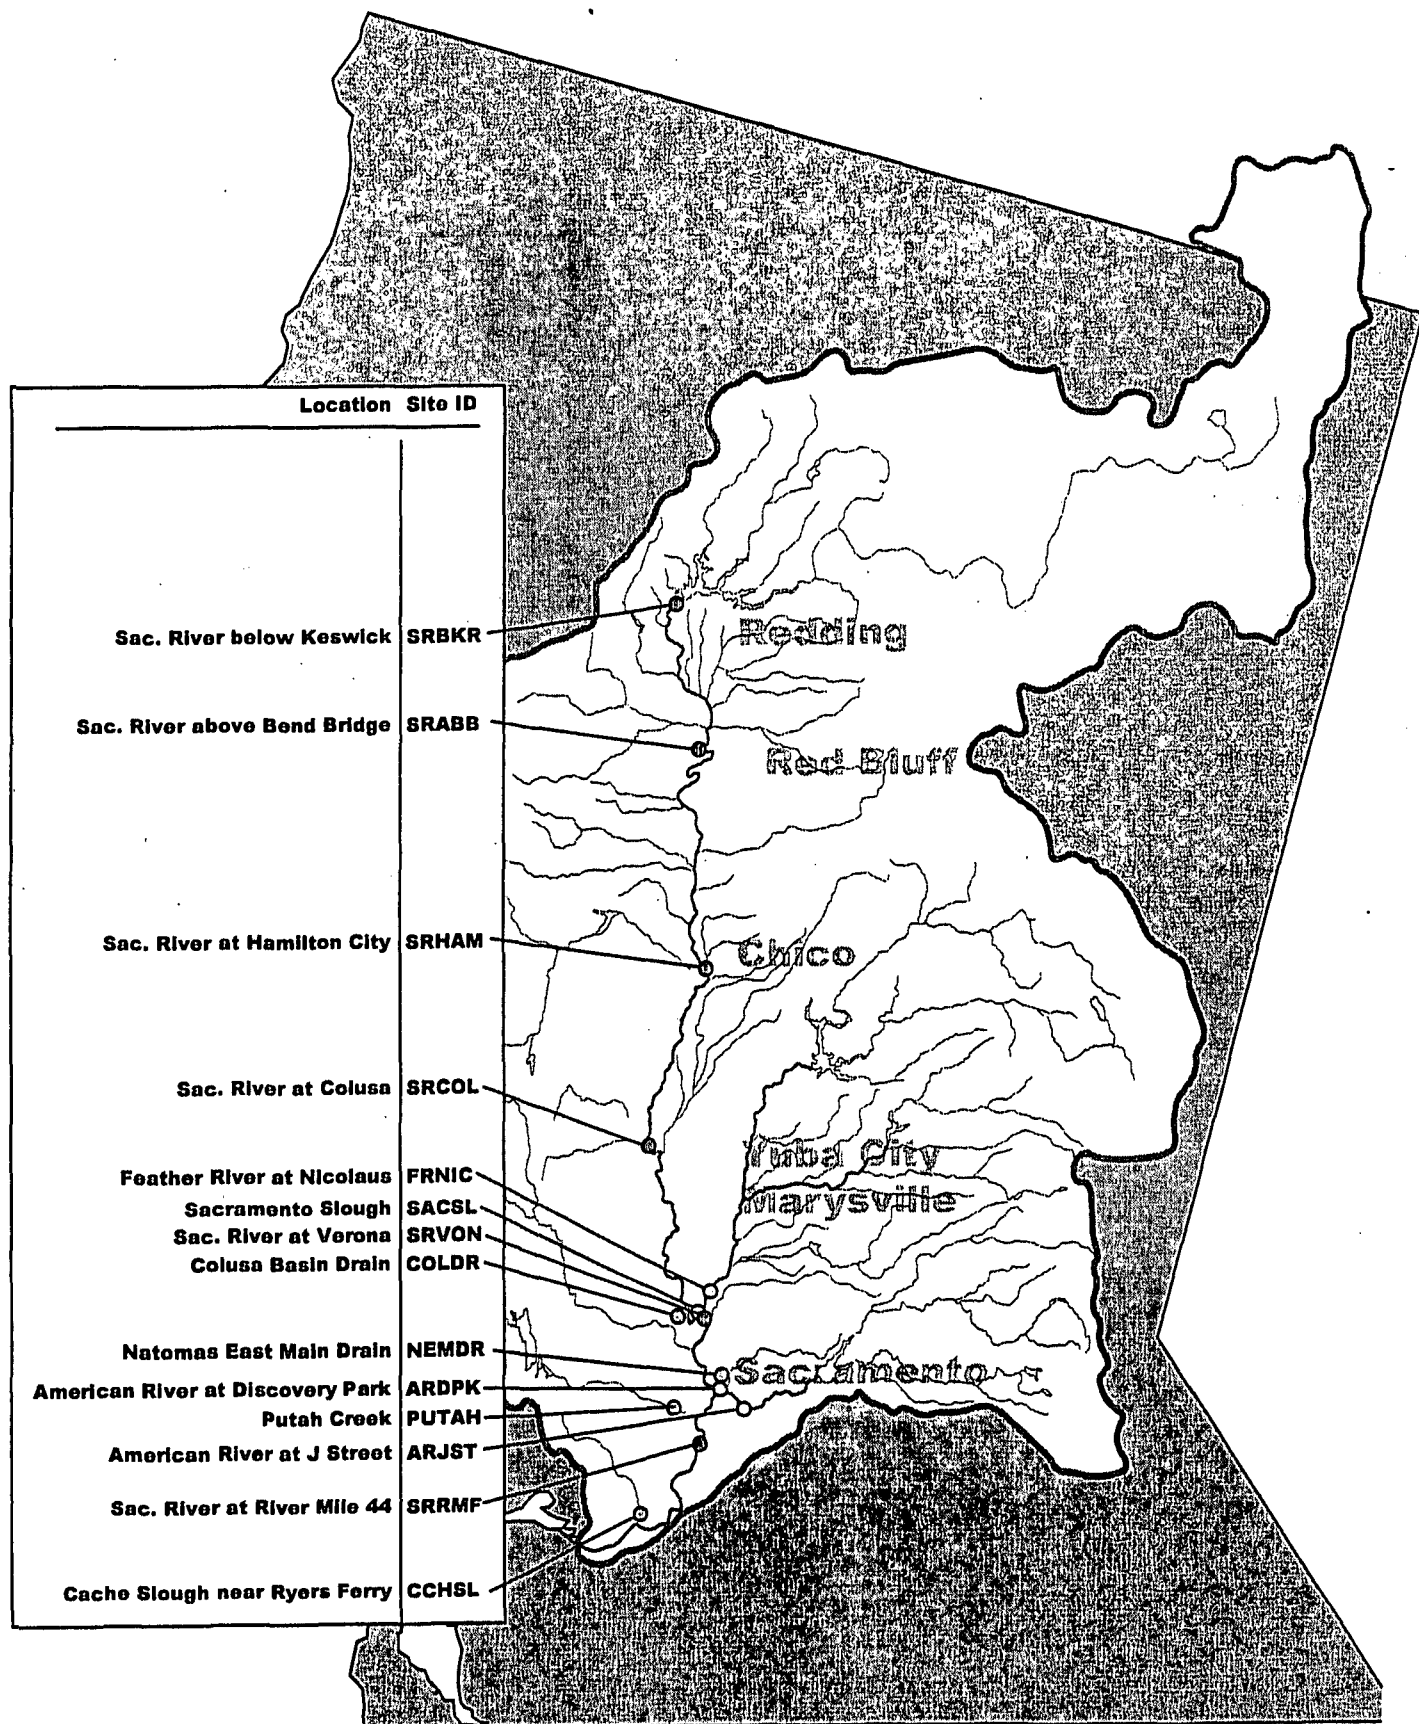 Location Site ID
Sac. River below Keswick SRBKR
Redding
Sac. River above Bend Bridge SRABB
Red Bluff
Sac. River at Hamilton City SRHAM
Chico
Sac. River at Colusa SRCOL
Yuba City
Marysville
Feather River at Nicolaus FRNIC
Sacramento Slough SACSL
Sac. River at Verona SRVON
Colusa Basin Drain COLDR
Natomas East Main Drain NEMDR
Sacramento
American River at Discovery Park ARDPK
Putah Creek PUTAH
American River at J Street ARJST
Sac. River at River Mile 44 SRRMF
Cache Slough near Ryers Ferry CCHSL